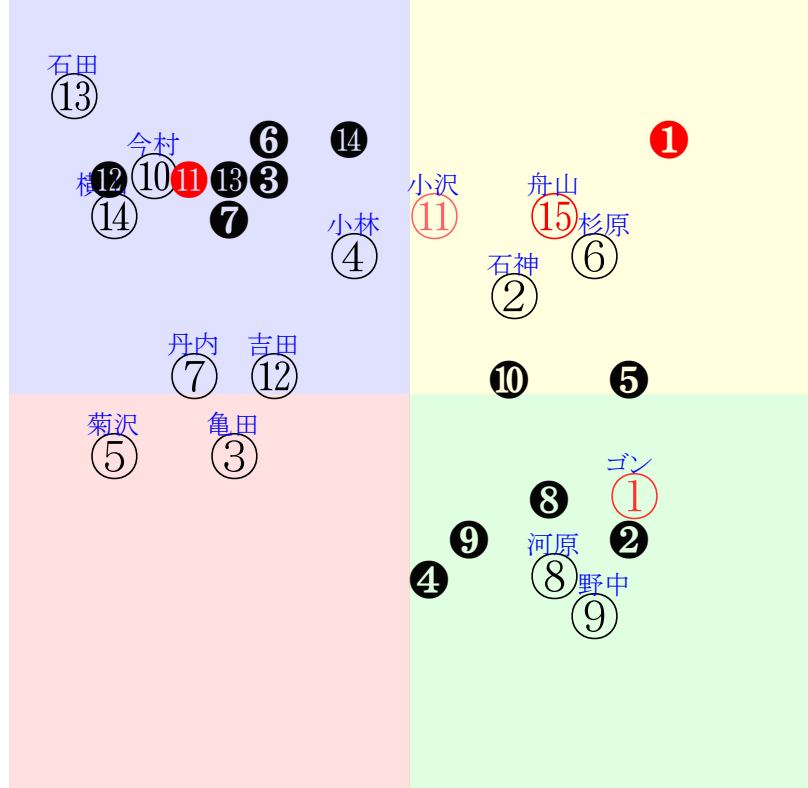 石田
⑬
❻
⓮
❶
今村
⑩
⓬
⓫
⓭
❸
横
⑭
❼
小沢
⑪
舟山
⑮
小林
④
杉原
⑥
石神
②
丹内
⑦
吉田
⑫
❿
❺
菊沢
⑤
亀田
③
ゴン
①
❽
❾
❷
河原
⑧
❹
野中
⑨